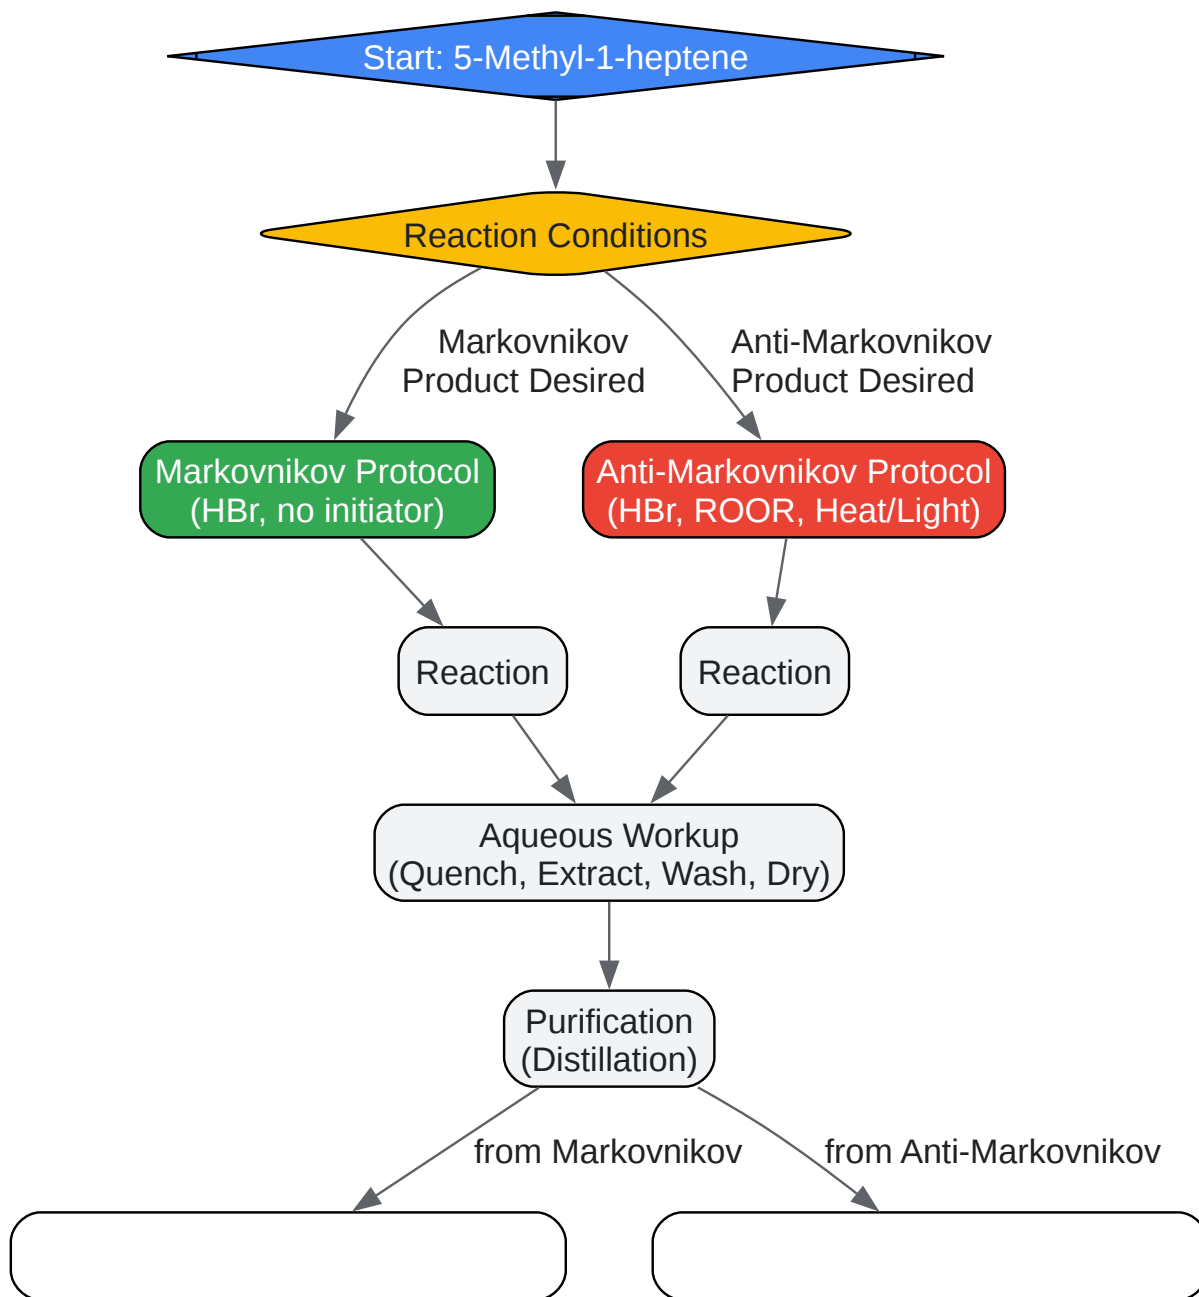 Start: 5-Methyl-1-heptene
Reaction Conditions
Markovnikov
Product Desired
Anti-Markovnikov
Product Desired
Markovnikov Protocol
(HBr, no initiator)
Anti-Markovnikov Protocol
(HBr, ROOR, Heat/Light)
Reaction
Reaction
Aqueous Workup
(Quench, Extract, Wash, Dry)
Purification
(Distillation)
from Markovnikov
from Anti-Markovnikov